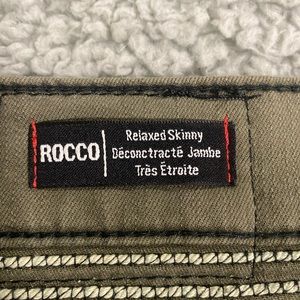 ROCCO
Relaxed Skinny
Déconctracté Jambe
Très Étroite